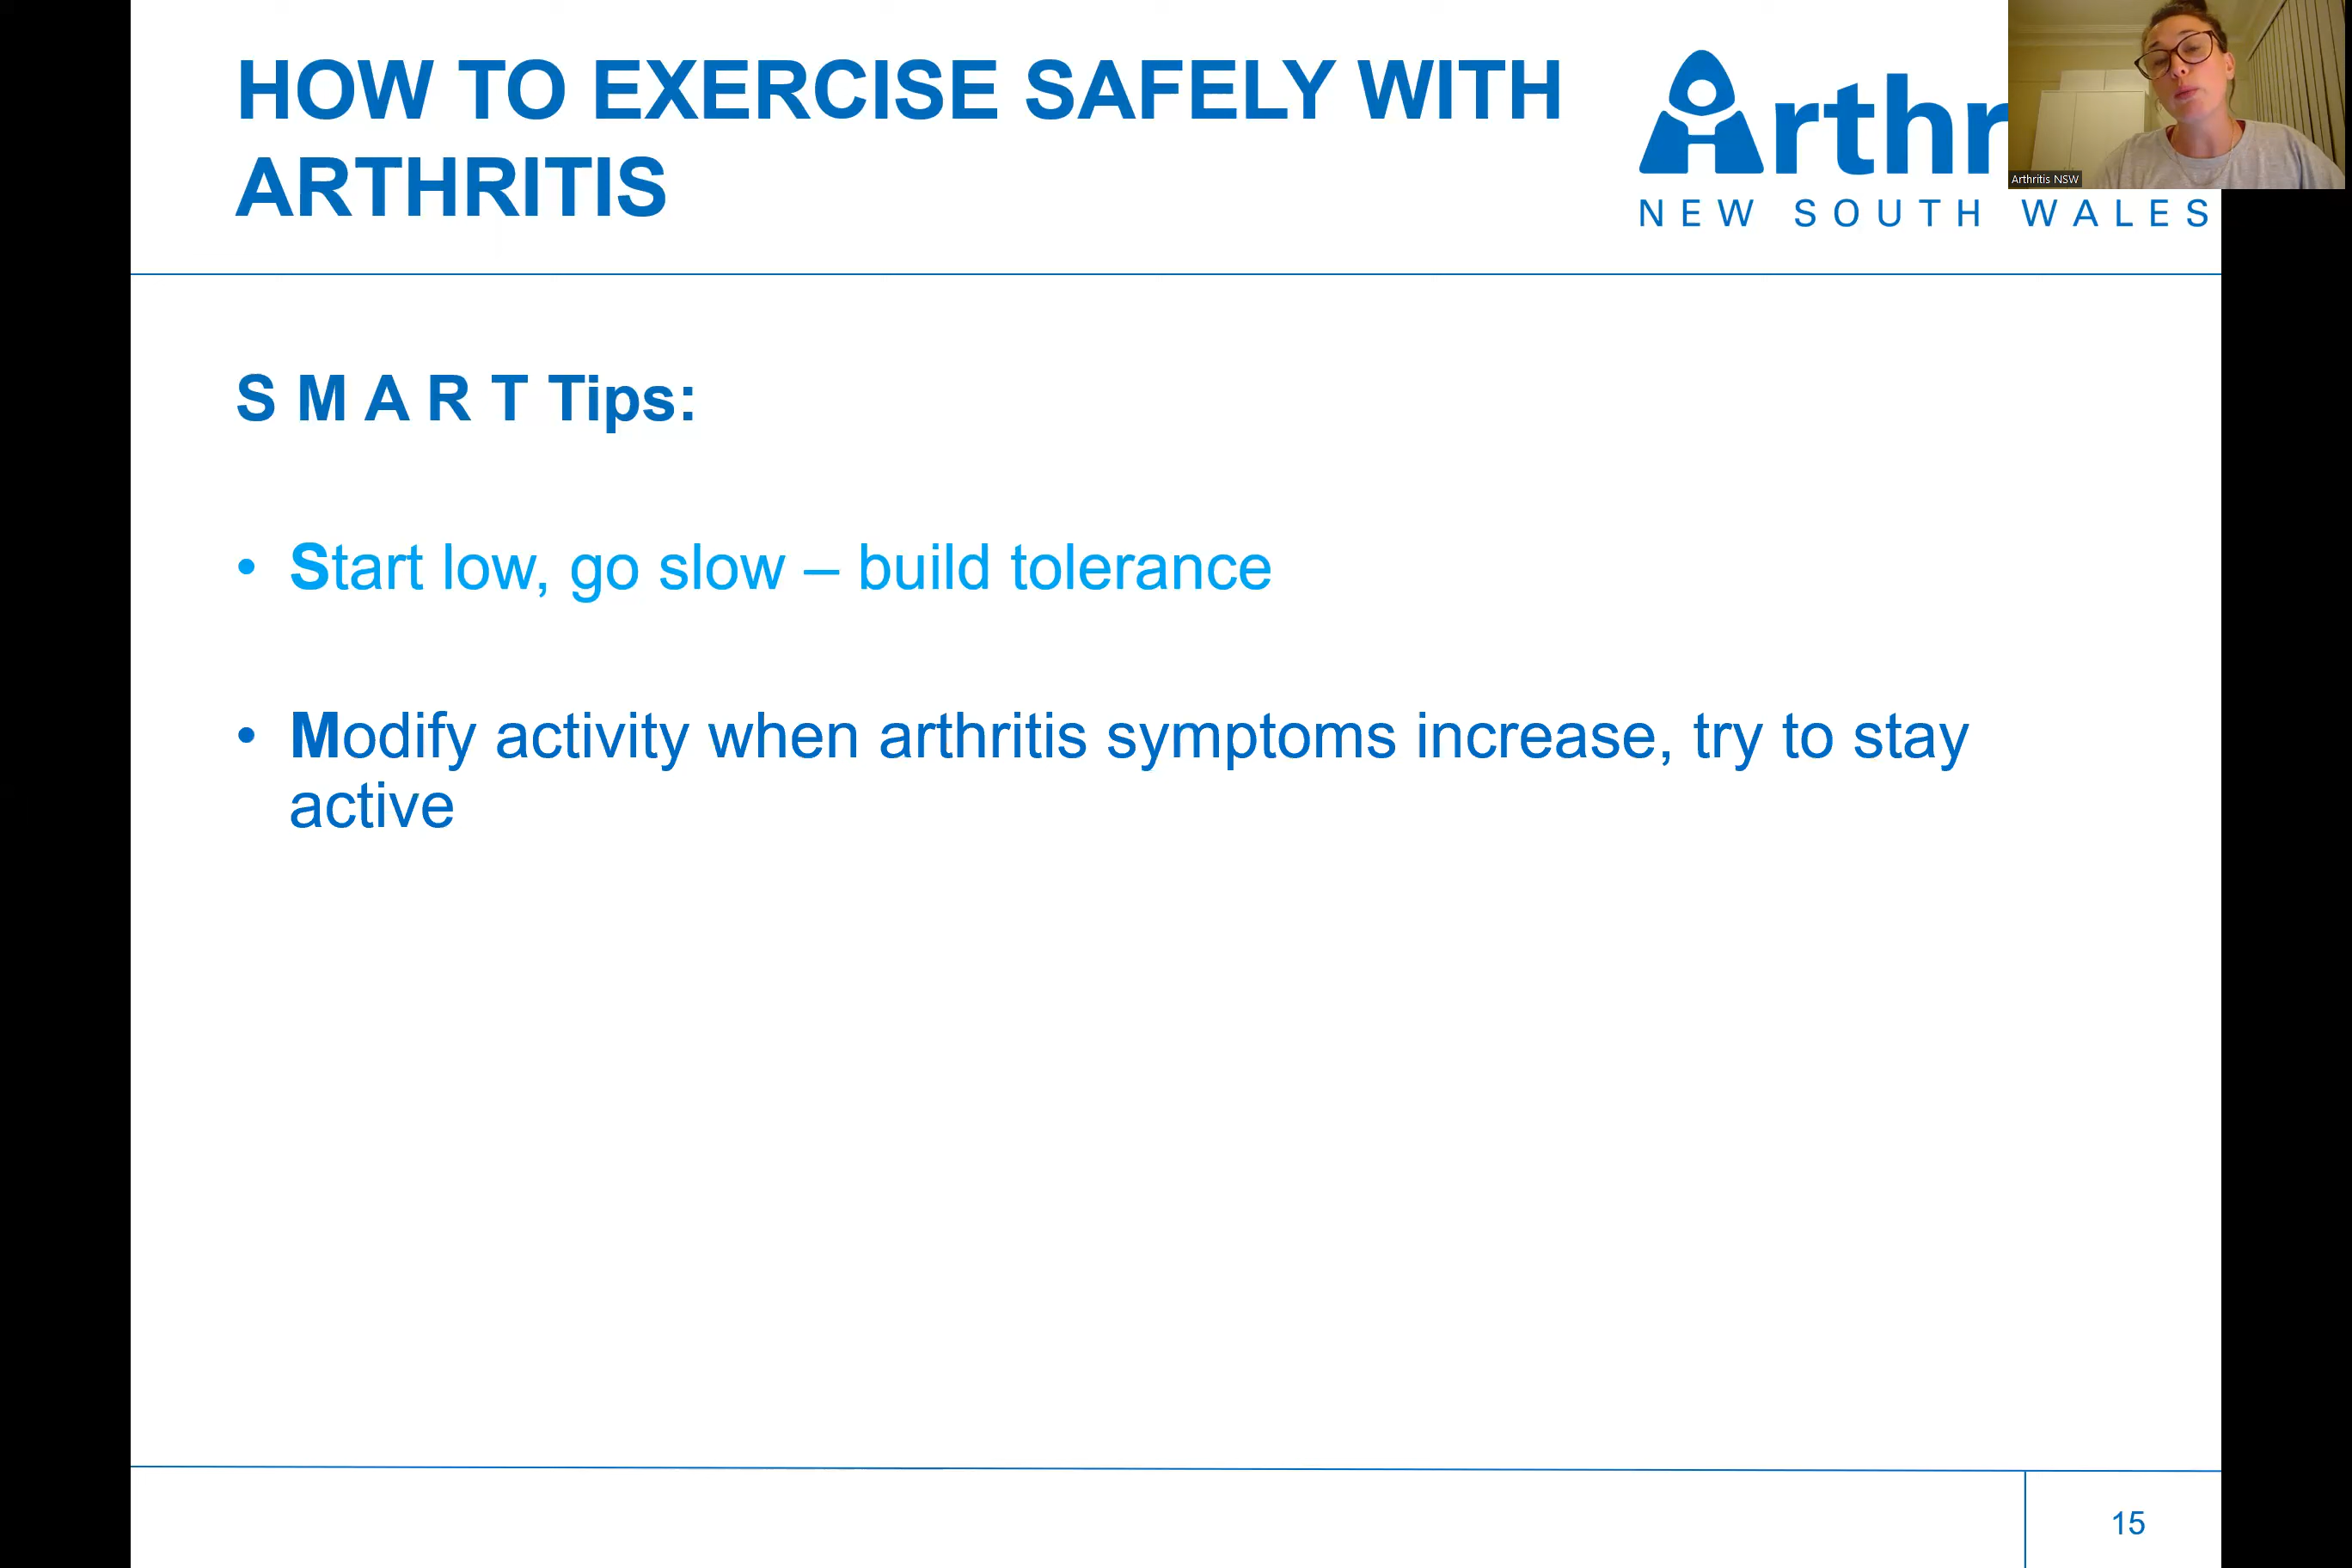 HOW TO EXERCISE SAFELY WITH
ARTHRITIS
Arthr
NEW SOUTH WALES
Arthritis NSW
S M A R T Tips:
• Start low, go slow – build tolerance
• Modify activity when arthritis symptoms increase, try to stay
active
15